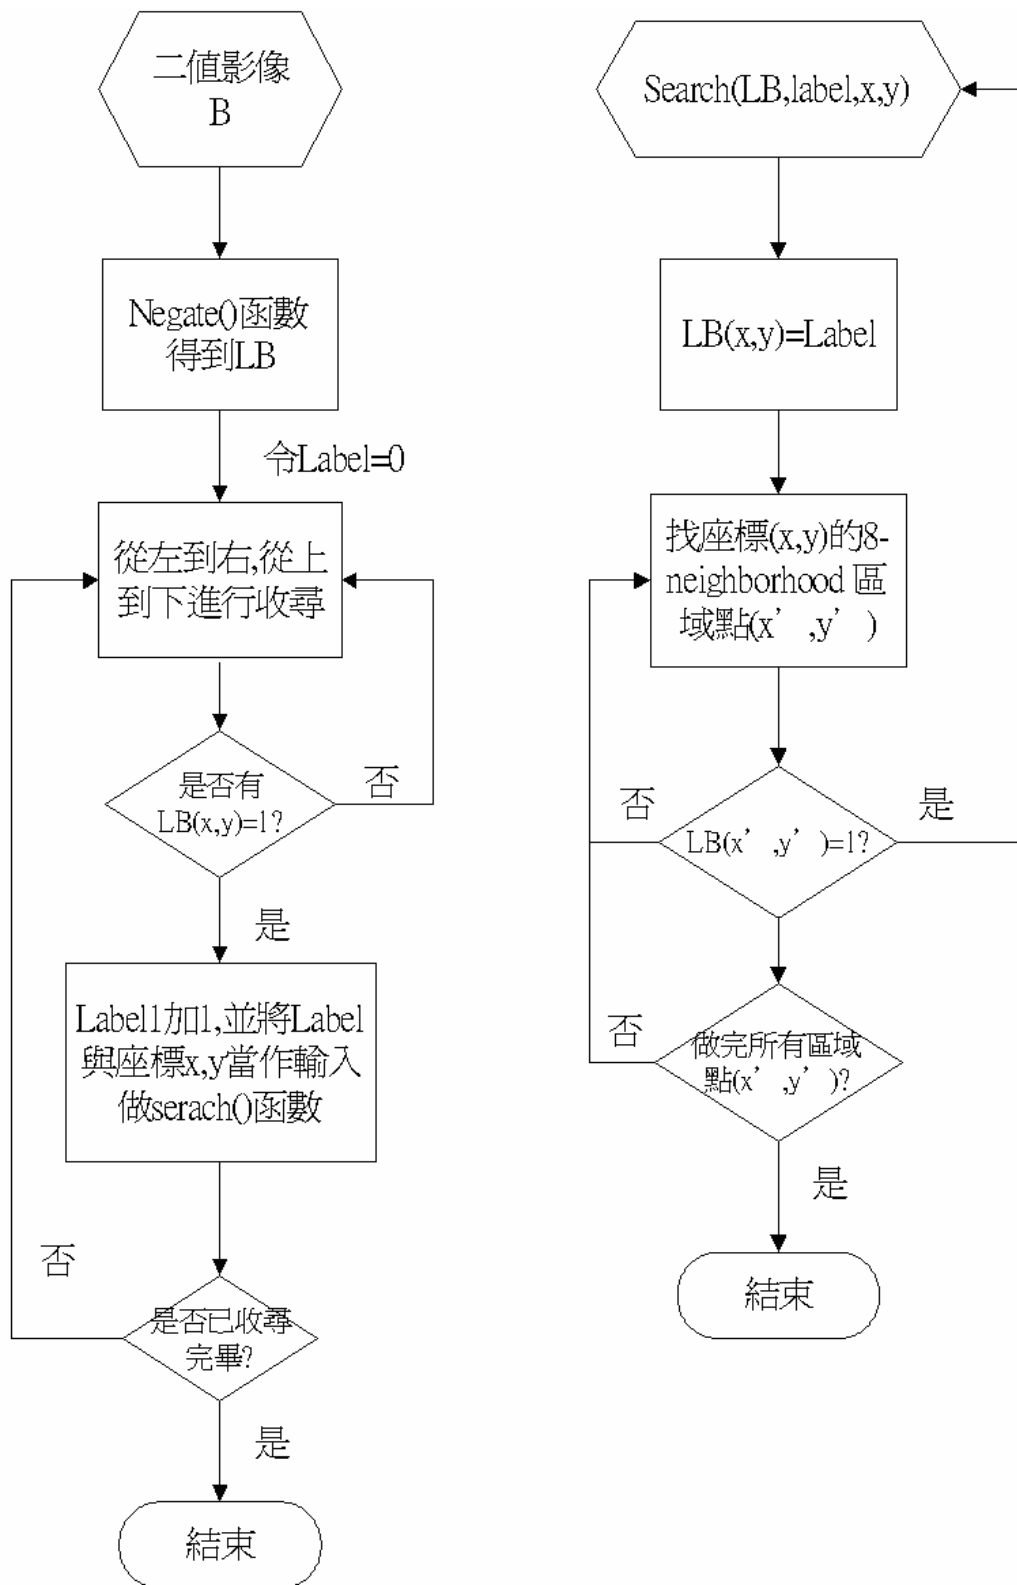 二值影像
B
Negate()函數
得到LB
令Label=0
從左到右,從上
到下進行收尋
是否有
LB(x,y)=1?
否
是
Label1加1,並將Label
與座標x,y當作輸入
做serach()函數
否
是否已收尋
完畢?
是
結束
Search(LB,label,x,y)
LB(x,y)=Label
找座標(x,y)的8-
neighborhood 區
域點(x’,y’)
否
是
LB(x’,y’)=1?
否
做完所有區域
點(x’,y’)?
是
結束